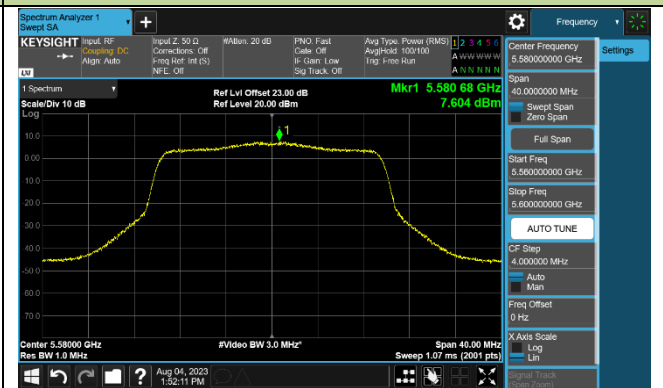 Spectrum Analyzer 1
Swept SA
+
Frequency
KEYSIGHT
Input: RF
Coupling: DC
Align: Auto
Input Z: 50 Ω
Corrections: Off
Freq Ref: Int (S)
NFE: Off
#Atten: 20 dB
PNO: Fast
Gate: Off
IF Gain: Low
Sig Track: Off
Avg Type: Power (RMS)
Avg|Hold: 100/100
Trig: Free Run
1 2 3 4 5 6
A W W W W W
A N N N N N
LXI
Center Frequency
5.580000000 GHz
Settings
Span
40.0000000 MHz
Swept Span
Zero Span
Full Span
Start Freq
5.560000000 GHz
Stop Freq
5.600000000 GHz
AUTO TUNE
CF Step
4.000000 MHz
Auto
Man
Freq Offset
0 Hz
X Axis Scale
Log
Lin
Signal Track
(Span Zoom)
1 Spectrum
Scale/Div 10 dB
Log
Ref Lvl Offset 23.00 dB
Ref Level 20.00 dBm
Mkr1 5.580 68 GHz
7.604 dBm
1
10.0
0.00
-10.0
-20.0
-30.0
-40.0
-50.0
-60.0
-70.0
Center 5.58000 GHz
Res BW 1.0 MHz
#Video BW 3.0 MHz*
Span 40.00 MHz
Sweep 1.07 ms (2001 pts)
?
Aug 04, 2023
1:52:11 PM